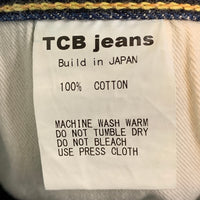 TCB jeans
Build in JAPAN
100% COTTON
MACHINE WASH WARM
DO NOT TUMBLE DRY
DO NOT BLEACH
USE PRESS CLOTH